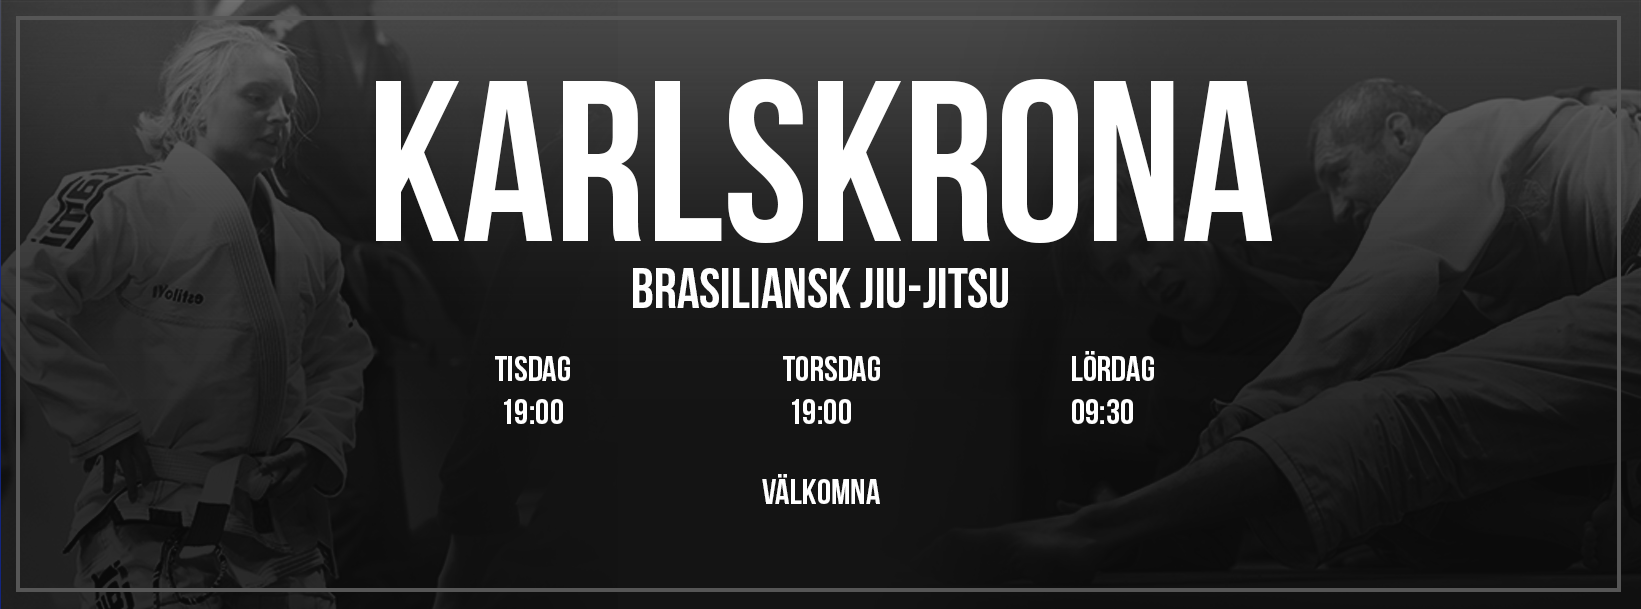 KARLSKRONA
BRASILIANSK JIU-JITSU
TISDAG TORSDAG LÖRDAG
19:00 19:00 09:30
VÄLKOMNA